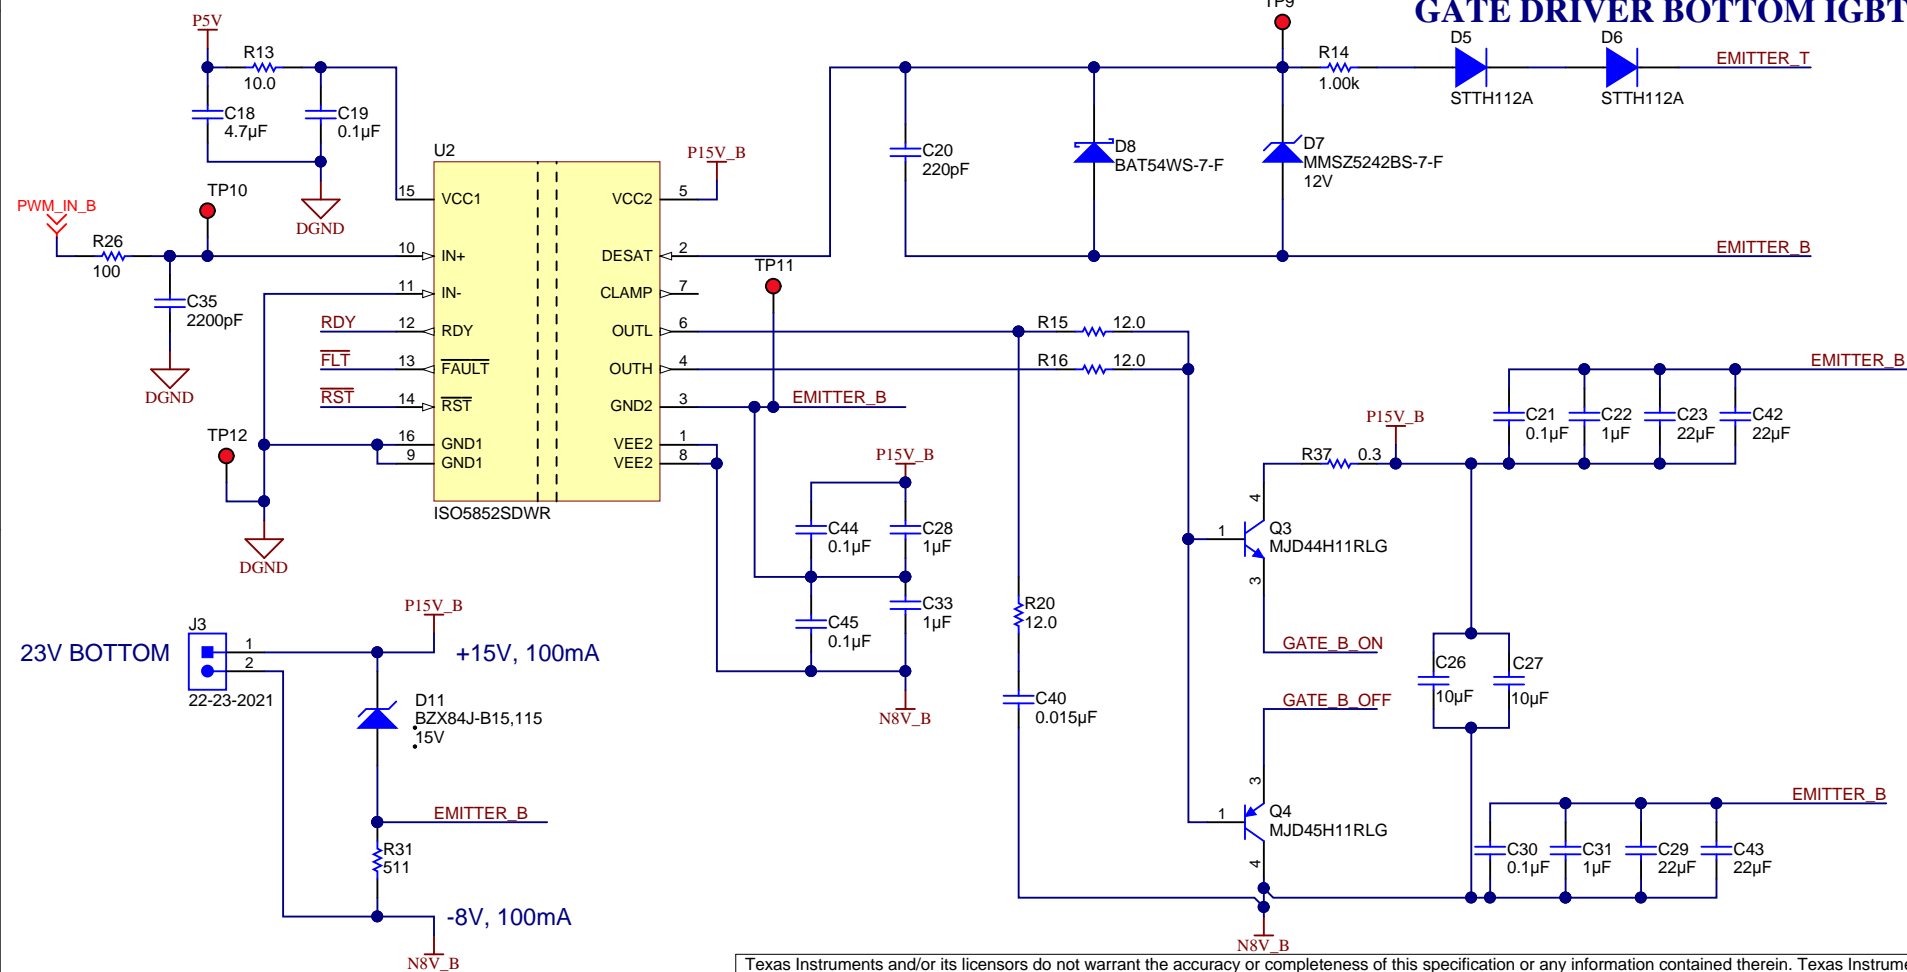 GATE DRIVER BOTTOM IGBT
TP9
P5V
R13
10.0
C18
4.7µF
C19
0.1µF
DGND
R14
1.00k
D5
STTH112A
D6
STTH112A
EMITTER_T
C20
220pF
D8
BAT54WS-7-F
D7
MMSZ5242BS-7-F
12V
EMITTER_B
U2
P15V_B
15 VCC1
VCC2 5
10 IN+
DESAT 2
11 IN-
CLAMP 7
RDY 12 RDY
OUTL 6
FLT 13 FAULT
OUTH 4
RST 14 RST
GND2 3
16 GND1
VEE2 1
9 GND1
VEE2 8
ISO5852SDWR
PWM_IN_B
R26
100
TP10
C35
2200pF
DGND
TP12
DGND
TP11
EMITTER_B
R15 12.0
R16 12.0
P15V_B
C44
0.1µF
C28
1µF
C45
0.1µF
C33
1µF
N8V_B
R20
12.0
C40
0.015µF
P15V_B
R37 0.3
EMITTER_B
C21
0.1µF
C22
1µF
C23
22µF
C42
22µF
4
1
Q3
MJD44H11RLG
3
GATE_B_ON
GATE_B_OFF
C26
10µF
C27
10µF
3
1
Q4
MJD45H11RLG
4
N8V_B
EMITTER_B
C30
0.1µF
C31
1µF
C29
22µF
C43
22µF
23V BOTTOM
J3
1
2
22-23-2021
P15V_B
+15V, 100mA
D11
BZX84J-B15,115
15V
EMITTER_B
R31
511
-8V, 100mA
N8V_B
Texas Instruments and/or its licensors do not warrant the accuracy or completeness of this specification or any information contained therein. Texas Instrume